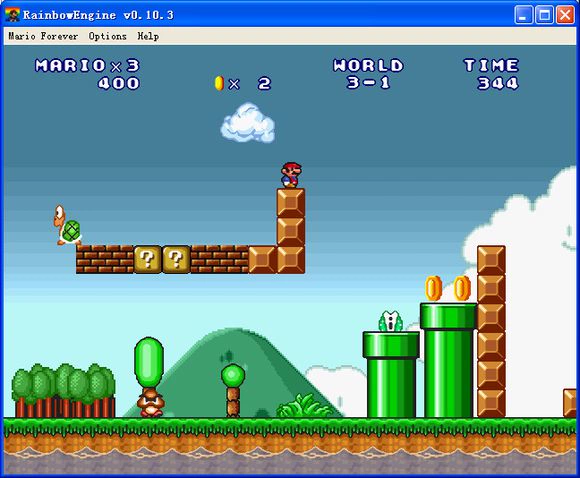 RainbowEngine v0.10.3
Mario Forever Options Help
MARIO×3 WORLD TIME
400 × 2 3-1 344
? ?